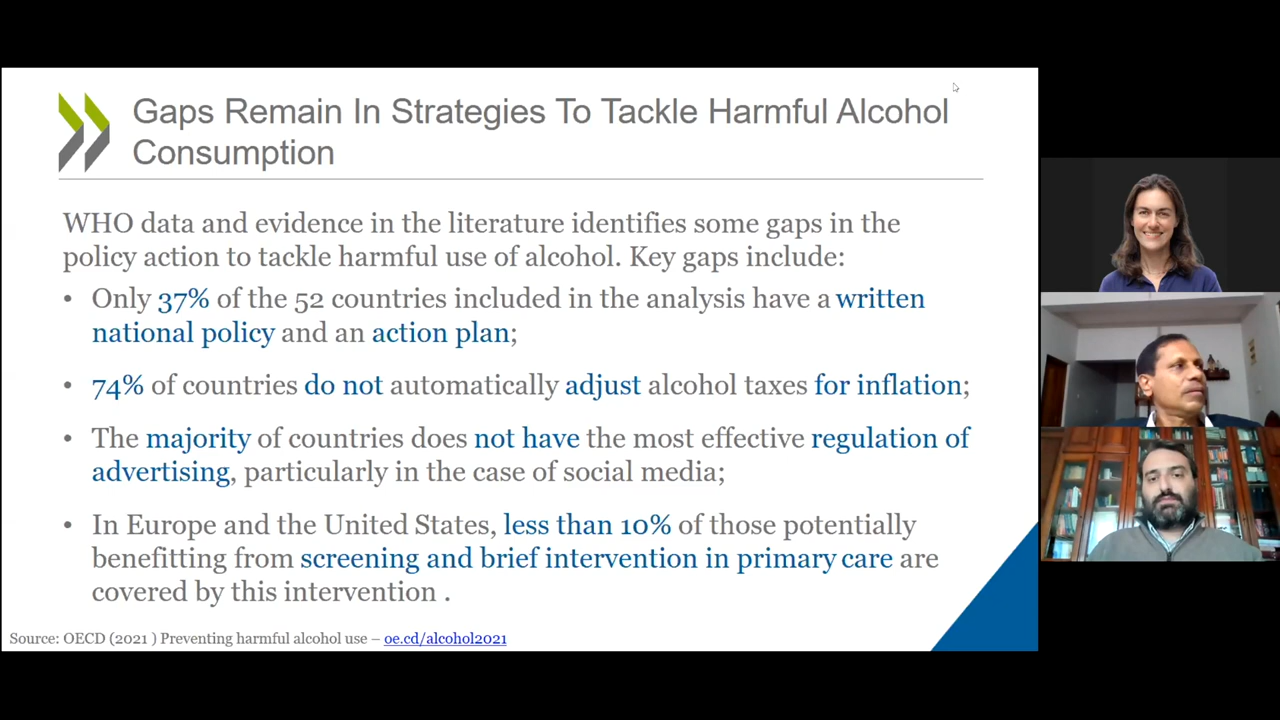 Gaps Remain In Strategies To Tackle Harmful Alcohol
Consumption
WHO data and evidence in the literature identifies some gaps in the
policy action to tackle harmful use of alcohol. Key gaps include:
• Only 37% of the 52 countries included in the analysis have a written
national policy and an action plan;
• 74% of countries do not automatically adjust alcohol taxes for inflation;
• The majority of countries does not have the most effective regulation of
advertising, particularly in the case of social media;
• In Europe and the United States, less than 10% of those potentially
benefitting from screening and brief intervention in primary care are
covered by this intervention .
Source: OECD (2021 ) Preventing harmful alcohol use – oe.cd/alcohol2021